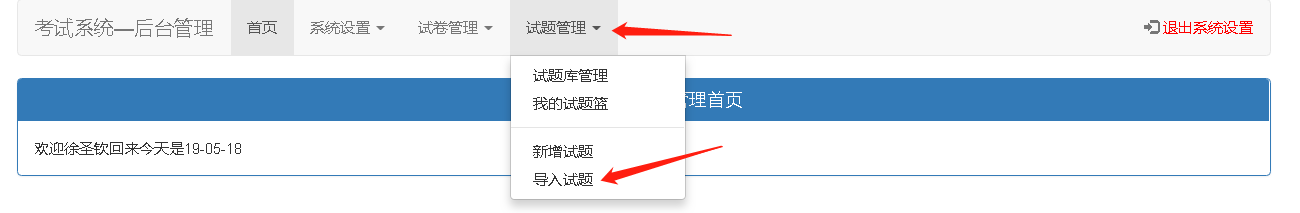 考试系统—后台管理 首页 系统设置 试卷管理 试题管理 退出系统设置
试题库管理
我的试题篮
新增试题
导入试题
管理首页
欢迎徐圣钦回来今天是19-05-18